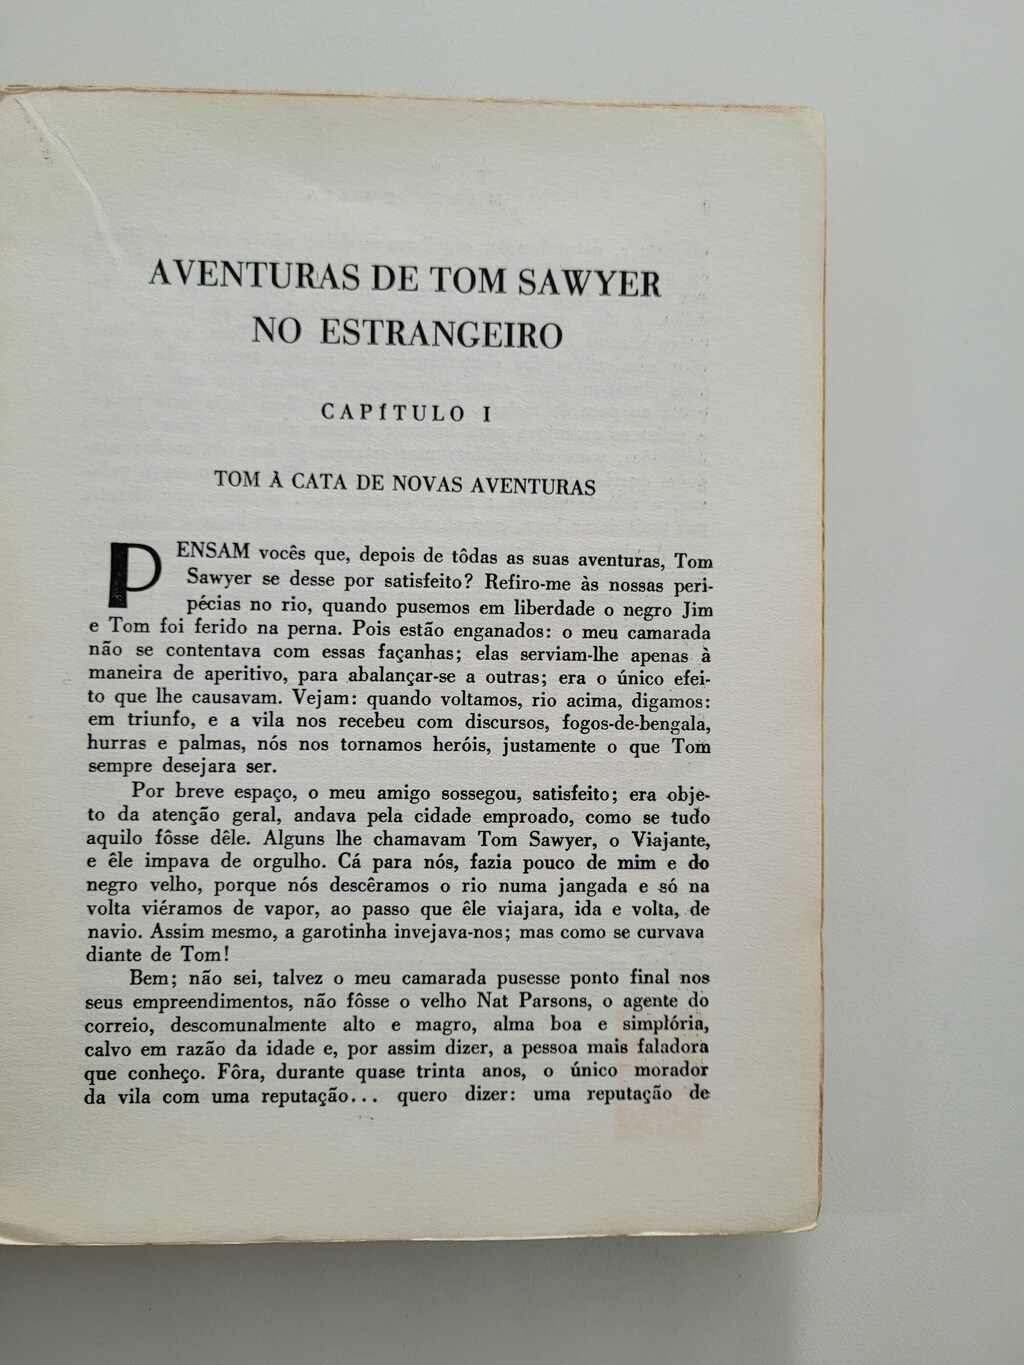 AVENTURAS DE TOM SAWYER
NO ESTRANGEIRO
CAPÍTULO I
TOM À CATA DE NOVAS AVENTURAS
PENSAM vocês que, depois de tôdas as suas aventuras, Tom
Sawyer se desse por satisfeito? Refiro-me às nossas peri-
pécias no rio, quando pusemos em liberdade o negro Jim
e Tom foi ferido na perna. Pois estão enganados: o meu camarada
não se contentava com essas façanhas; elas serviam-lhe apenas à
maneira de aperitivo, para abalançar-se a outras; era o único efei-
to que lhe causavam. Vejam: quando voltamos, rio acima, digamos:
em triunfo, e a vila nos recebeu com discursos, fogos-de-bengala,
hurras e palmas, nós nos tornamos heróis, justamente o que Tom
sempre desejara ser.
Por breve espaço, o meu amigo sossegou, satisfeito; era obje-
to da atenção geral, andava pela cidade emproado, como se tudo
aquilo fôsse dêle. Alguns lhe chamavam Tom Sawyer, o Viajante,
e êle impava de orgulho. Cá para nós, fazia pouco de mim e do
negro velho, porque nós descêramos o rio numa jangada e só na
volta viéramos de vapor, ao passo que êle viajara, ida e volta, de
navio. Assim mesmo, a garotinha invejava-nos; mas como se curvava
diante de Tom!
Bem; não sei, talvez o meu camarada pusesse ponto final nos
seus empreendimentos, não fôsse o velho Nat Parsons, o agente do
correio, descomunalmente alto e magro, alma boa e simplória,
calvo em razão da idade e, por assim dizer, a pessoa mais faladora
que conheço. Fôra, durante quase trinta anos, o único morador
da vila com uma reputação... quero dizer: uma reputação de